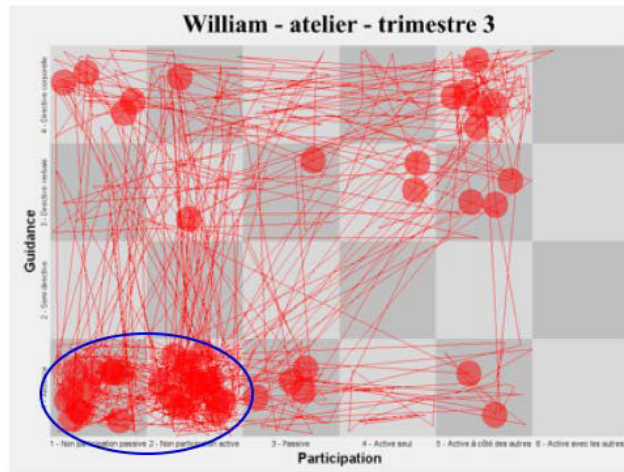 William - atelier - trimestre 3
4 - Directive corporelle
3 - Directive verbale
2 - Semi directive
Guidance
1 - Non participation passive
2 - Non participation active
3 - Passive
4 - Active seul
5 - Active à côté des autres
6 - Active avec les autres
Participation